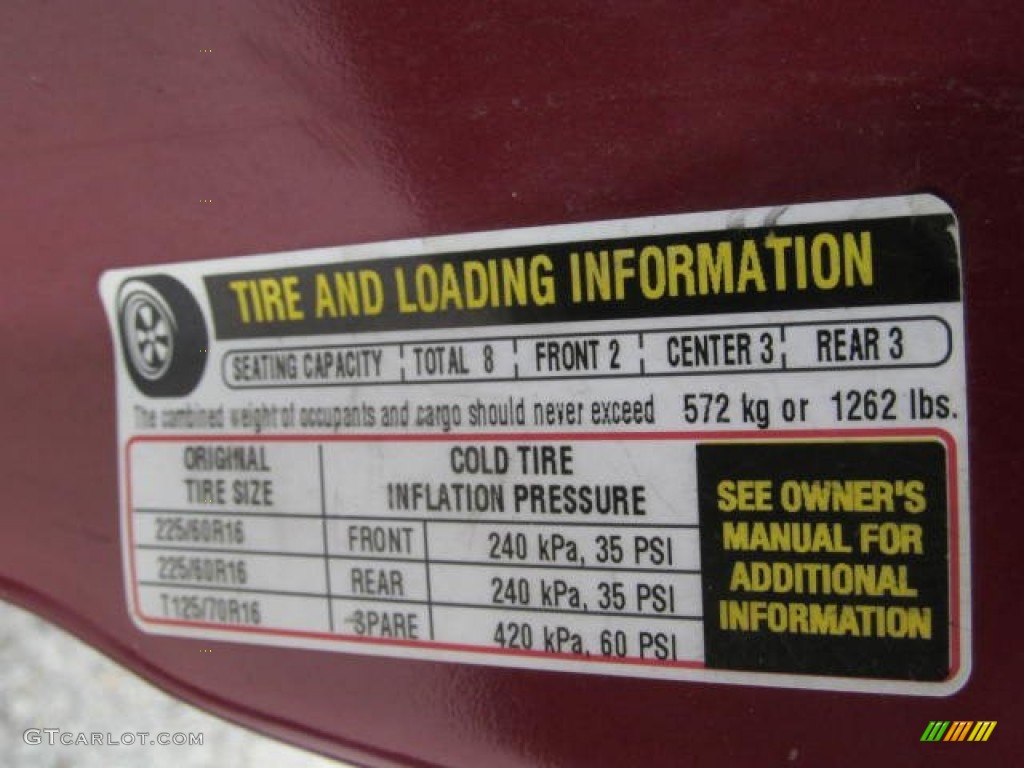 TIRE AND LOADING INFORMATION
SEATING CAPACITY TOTAL 8 FRONT 2 CENTER 3 REAR 3
The combined weight of occupants and cargo should never exceed 572 kg or 1262 lbs.
ORIGINAL TIRE SIZE
COLD TIRE INFLATION PRESSURE
225/60R16 FRONT 240 kPa, 35 PSI
225/60R16 REAR 240 kPa, 35 PSI
T125/70R16 SPARE 420 kPa, 60 PSI
SEE OWNER'S
MANUAL FOR
ADDITIONAL
INFORMATION
GTCARLOT.COM